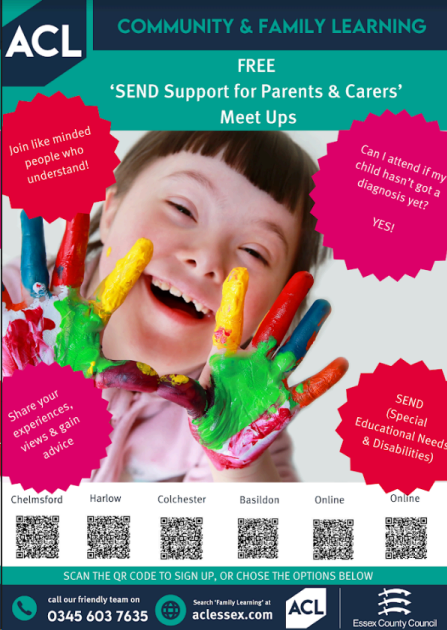 ACL
COMMUNITY & FAMILY LEARNING
FREE
‘SEND Support for Parents & Carers’
Meet Ups
Join like minded
people who
understand!
Can I attend if my
child hasn't got a
diagnosis yet?
YES!
Share your
experiences,
views & gain
advice
SEND
(Special
Educational Needs
& Disabilities)
Chelmsford Harlow Colchester Basildon Online Online
SCAN THE QR CODE TO SIGN UP, OR CHOSE THE OPTIONS BELOW
call our friendly team on
0345 603 7635
Search 'Family Learning' at
aclessex.com
ACL
Essex County Council